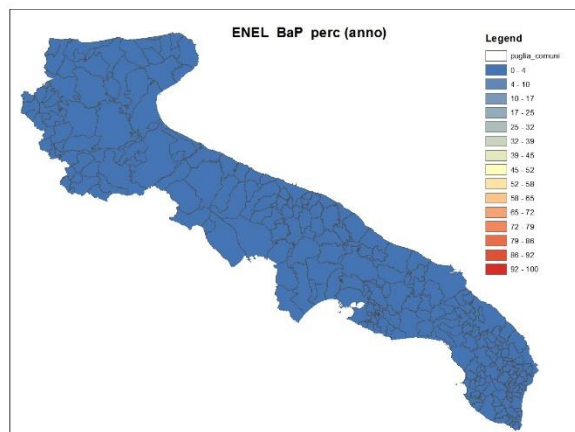 ENEL BaP perc (anno)
Legend
puglia_comuni
0 - 4
4 - 10
10 - 17
17 - 25
25 - 32
32 - 39
39 - 45
45 - 52
52 - 58
58 - 65
65 - 72
72 - 79
79 - 86
86 - 92
92 - 100